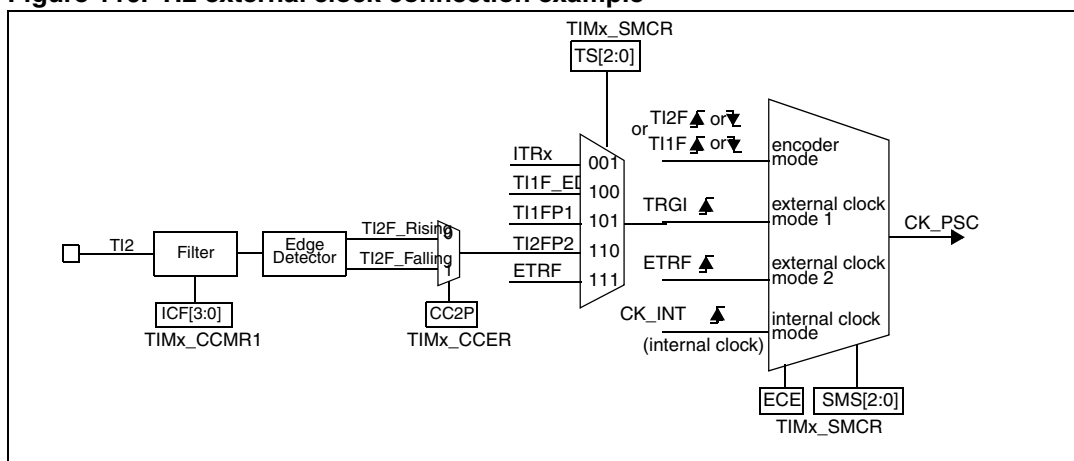 Figure 116. TI2 external clock connection example
TIMx_SMCR
TS[2:0]
or
TI2F or
TI1F or
encoder
mode
ITRx
001
TI1F_ED
100
TI1FP1
101
TRGI
external clock
mode 1
CK_PSC
TI2
Filter
Edge
Detector
TI2F_Rising
0
TI2F_Falling
1
TI2FP2
110
ETRF
111
ETRF
external clock
mode 2
ICF[3:0]
TIMx_CCMR1
CC2P
TIMx_CCER
CK_INT
(internal clock)
internal clock
mode
ECE
SMS[2:0]
TIMx_SMCR